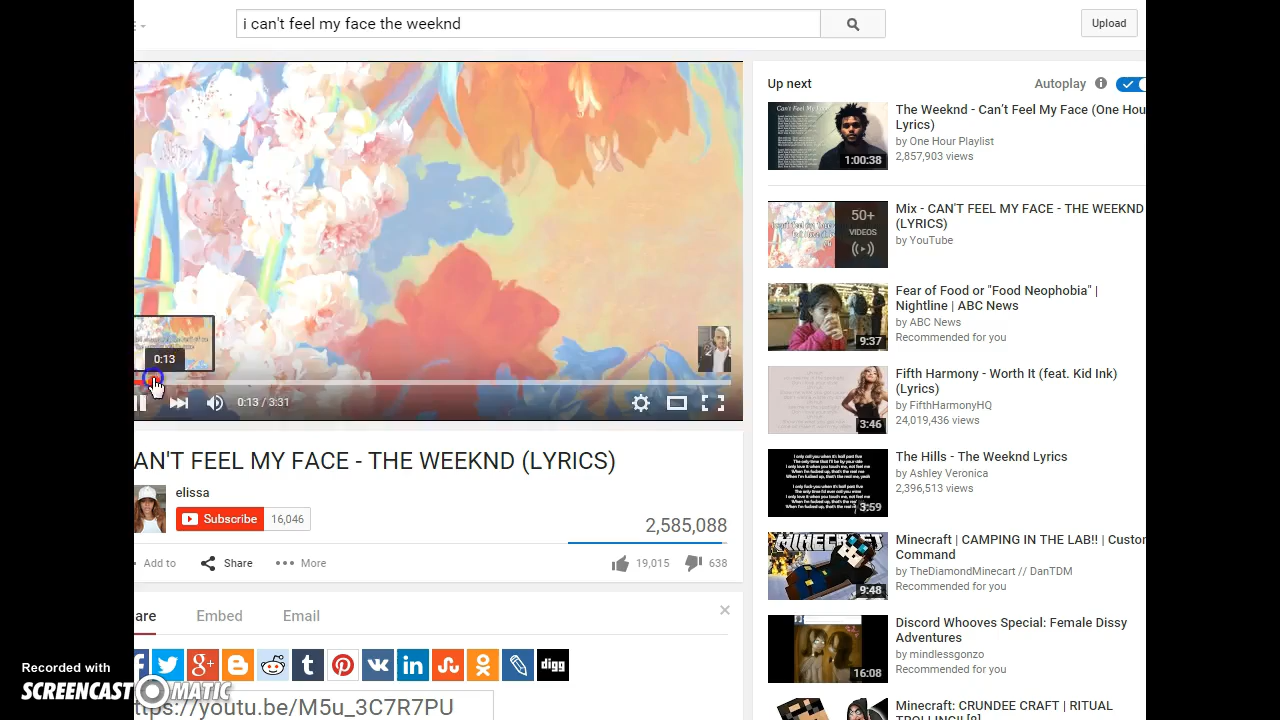 i can't feel my face the weeknd
Upload
0:13
0:13 / 3:31
AN'T FEEL MY FACE - THE WEEKND (LYRICS)
elissa
Subscribe
16,046
2,585,088
Add to
Share
More
19,015
638
are
Embed
Email
digg
ttps://youtu.be/M5u_3C7R7PU
Recorded with
SCREENCAST-O-MATIC
Up next
Autoplay
1:00:38
The Weeknd - Can't Feel My Face (One Hou
Lyrics)
by One Hour Playlist
2,857,903 views
50+
VIDEOS
Mix - CAN'T FEEL MY FACE - THE WEEKND
(LYRICS)
by YouTube
9:37
Fear of Food or "Food Neophobia" |
Nightline | ABC News
by ABC News
Recommended for you
3:46
Fifth Harmony - Worth It (feat. Kid Ink)
(Lyrics)
by FifthHarmonyHQ
24,019,436 views
3:59
The Hills - The Weeknd Lyrics
by Ashley Veronica
2,396,513 views
MINECRAFT
9:48
Minecraft | CAMPING IN THE LAB!! | Custor
Command
by TheDiamondMinecart // DanTDM
Recommended for you
16:08
Discord Whooves Special: Female Dissy
Adventures
by mindlessgonzo
Recommended for you
Minecraft: CRUNDEE CRAFT | RITUAL
TROLLING!! [8]